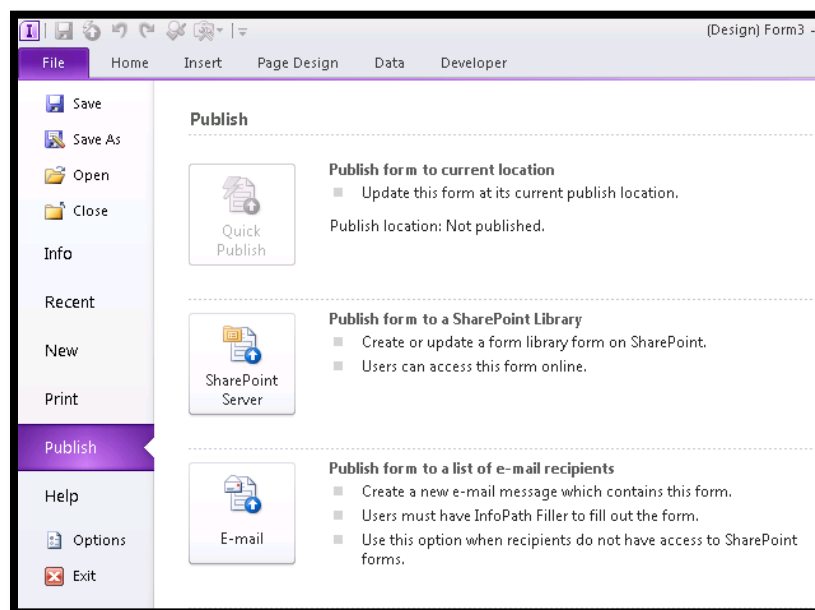 (Design) Form3 -
File Home Insert Page Design Data Developer
Save
Save As
Open
Close
Info
Recent
New
Print
Publish
Help
Options
Exit
Publish
Quick
Publish
Publish form to current location
Update this form at its current publish location.
Publish location: Not published.
SharePoint
Server
Publish form to a SharePoint Library
Create or update a form library form on SharePoint.
Users can access this form online.
E-mail
Publish form to a list of e-mail recipients
Create a new e-mail message which contains this form.
Users must have InfoPath Filler to fill out the form.
Use this option when recipients do not have access to SharePoint
forms.